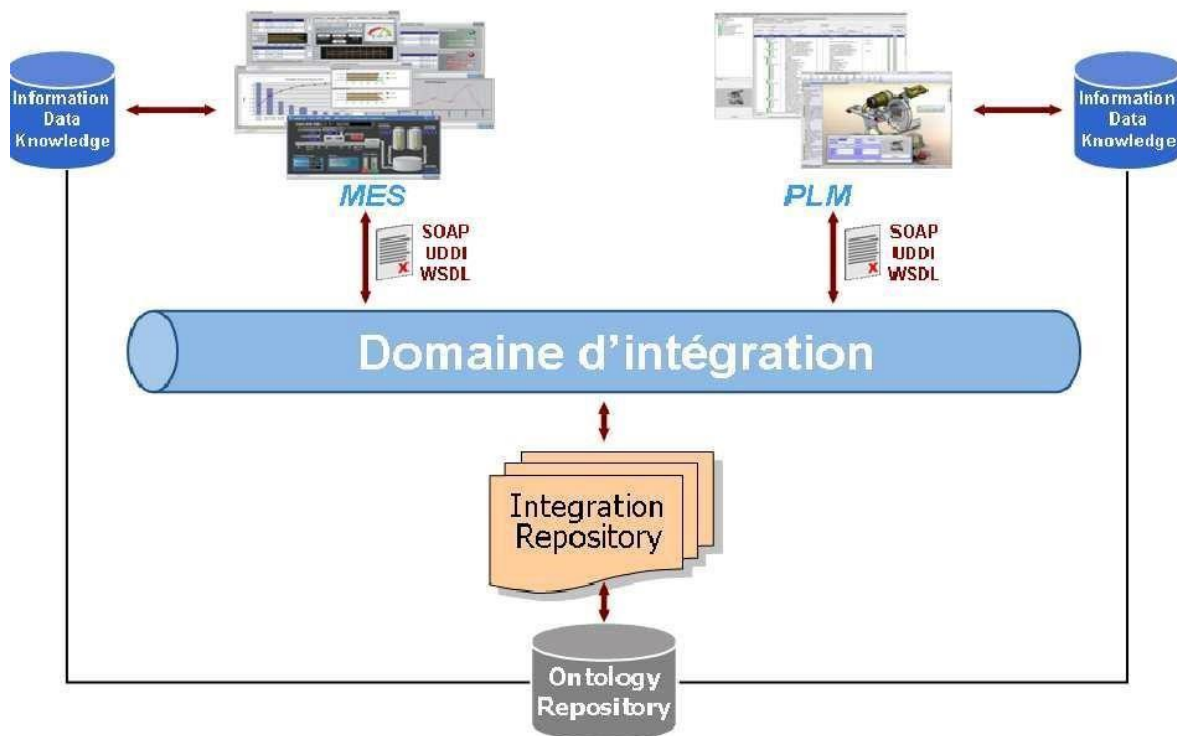 Information
Data
Knowledge
Information
Data
Knowledge
MES
PLM
SOAP
UDDI
WSDL
SOAP
UDDI
WSDL
Domaine d'intégration
Integration
Repository
Ontology
Repository